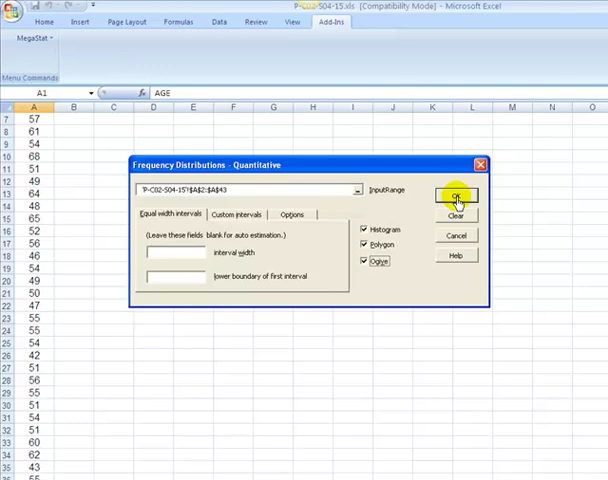 P-C02-S04-15.xls [Compatibility Mode] - Microsoft Excel
Home Insert Page Layout Formulas Data Review View Add-Ins
MegaStat
Menu Commands
A1 fx AGE
A B C D E F G H I J K L M N O
7 57
8 61
9 54
10 68
11 51
12 49
13 64
14 48
15 65
16 52
17 46
18 54
19 54
20 49
21 50
22 47
23 55
24 55
25 54
26 42
27 51
28 56
29 55
30 51
31 54
32 51
33 60
34 62
35 43
55
Frequency Distributions - Quantitative
'P-C02-S04-15'!$A$2:$A$43 InputRange
Equal width intervals Custom intervals Options
(Leave these fields blank for auto estimation.)
interval width
lower boundary of first interval
Histogram
Polygon
Ogive
OK
Clear
Cancel
Help